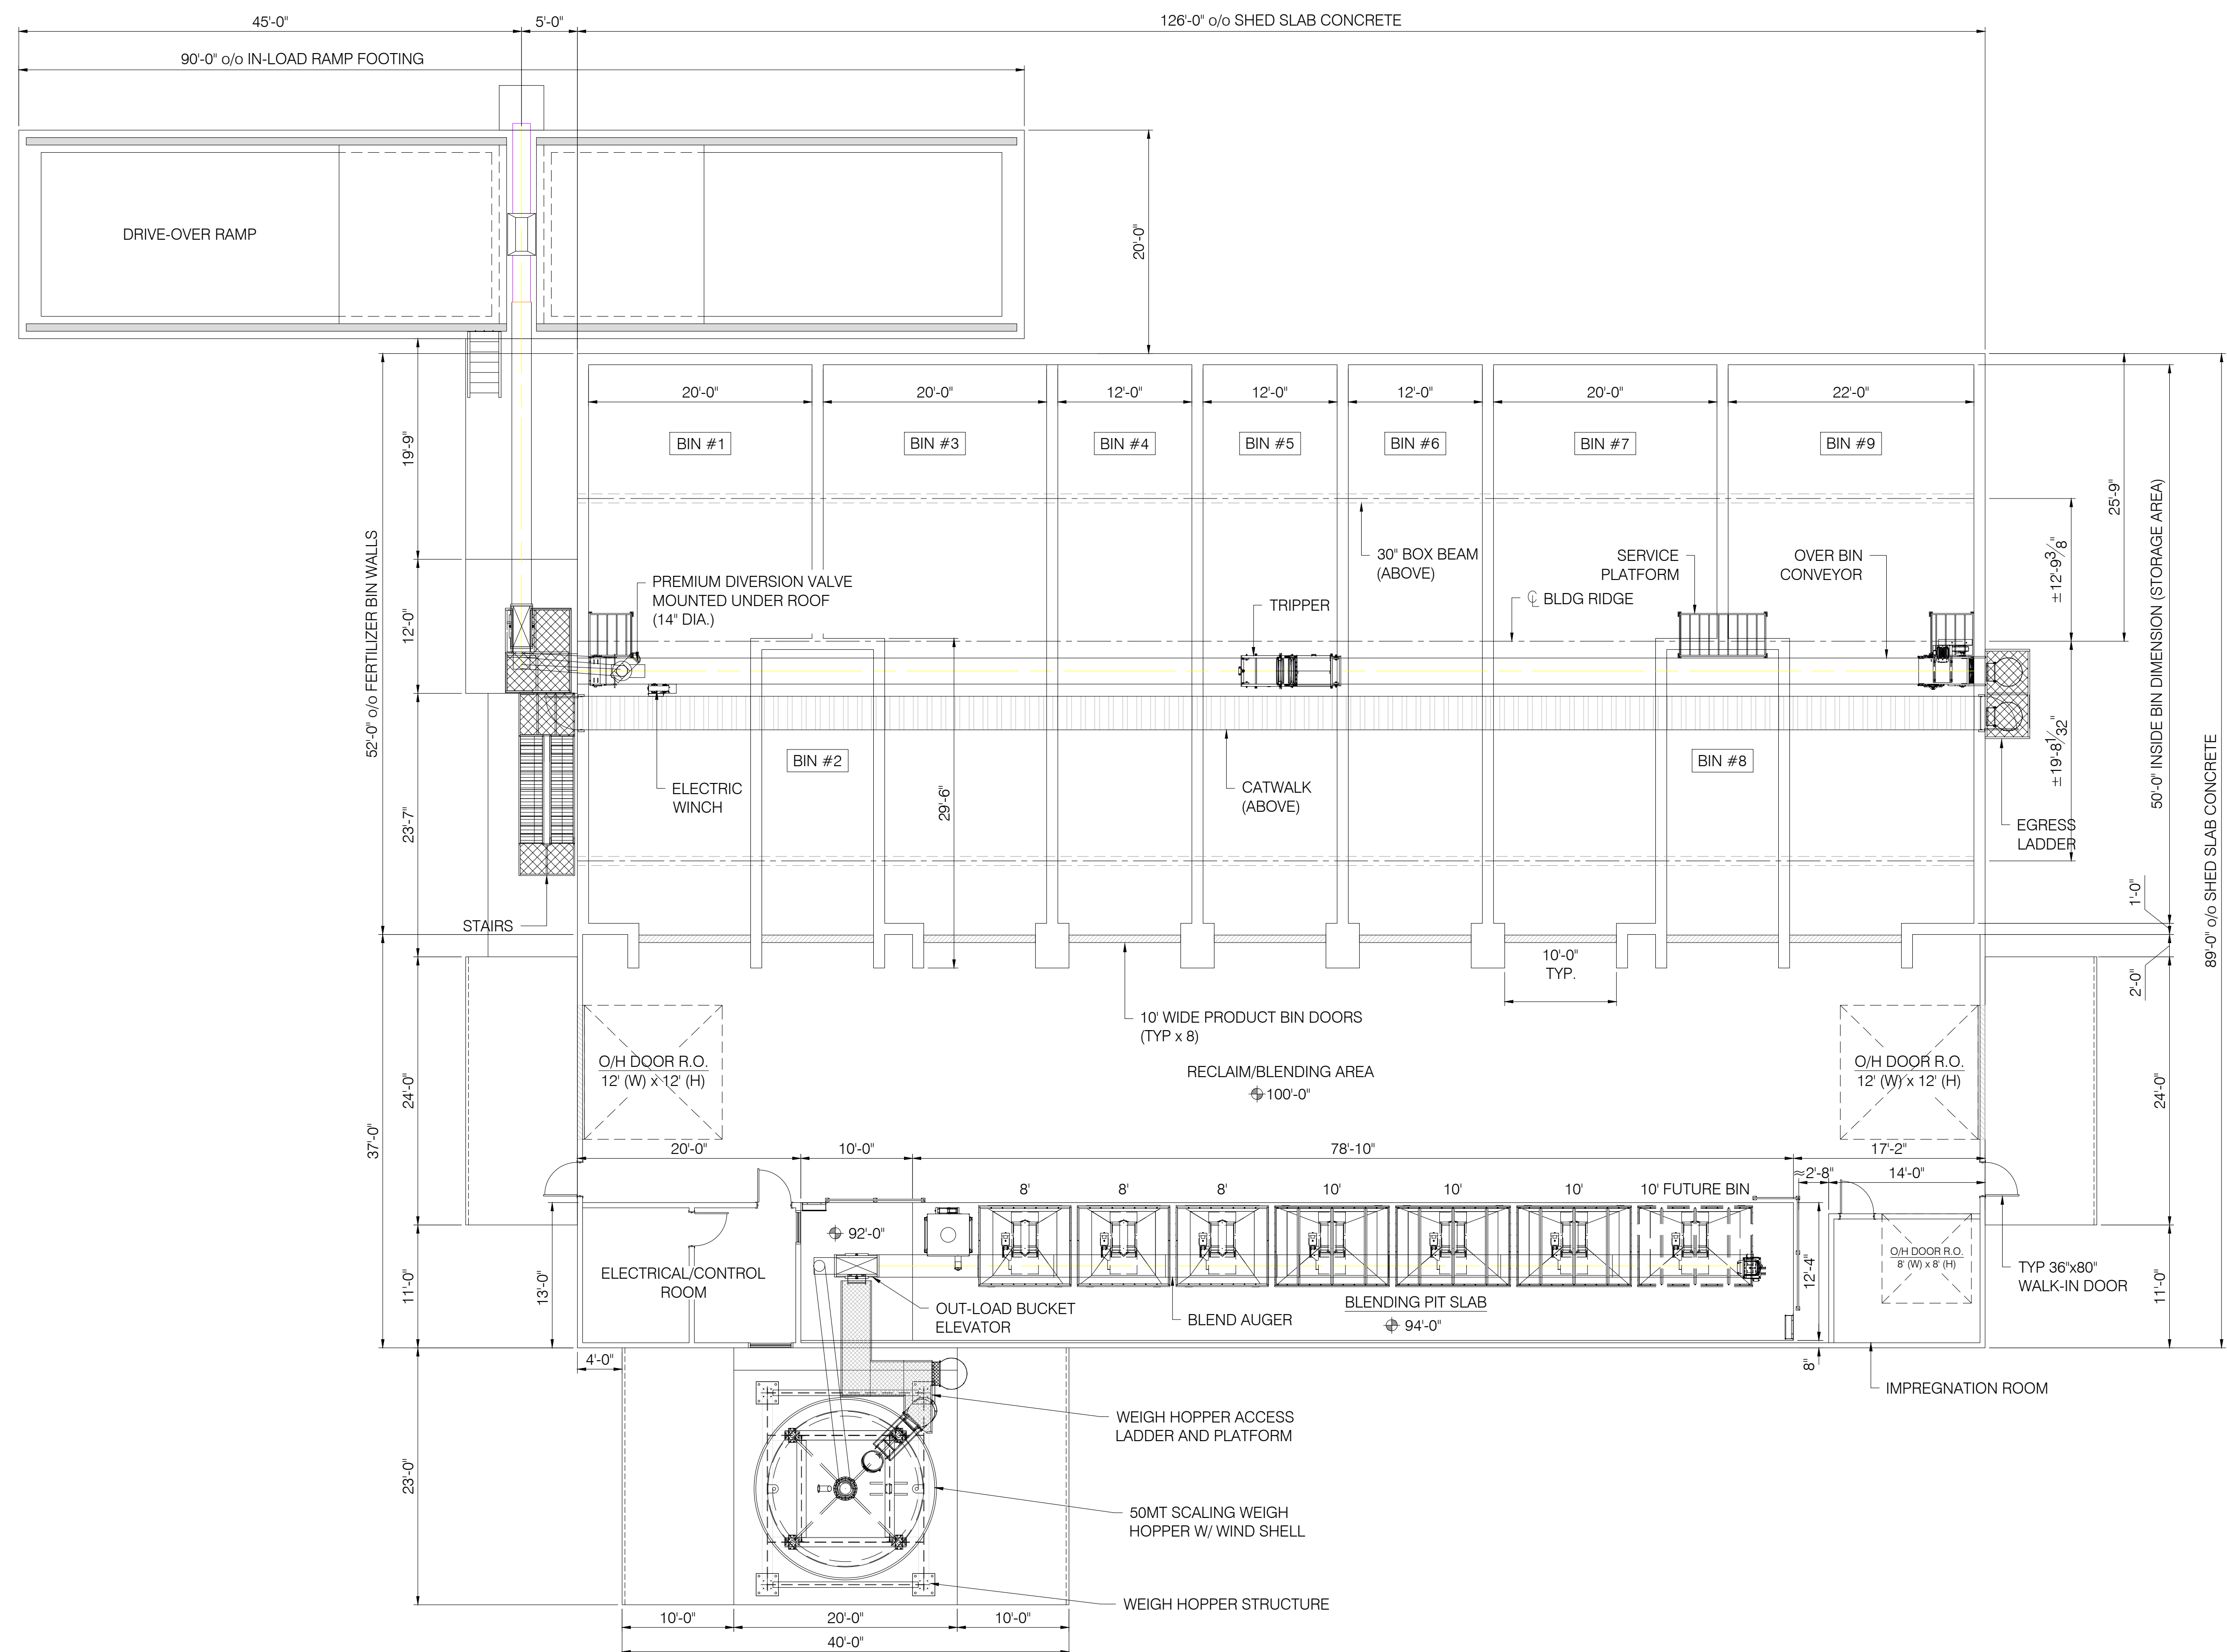 45'-0"
5'-0"
126'-0" o/o SHED SLAB CONCRETE
90'-0" o/o IN-LOAD RAMP FOOTING
DRIVE-OVER RAMP
20'-0"
20'-0"
20'-0"
12'-0"
12'-0"
12'-0"
20'-0"
22'-0"
BIN #1
BIN #3
BIN #4
BIN #5
BIN #6
BIN #7
BIN #9
19'-9"
25'-9"
50'-0" INSIDE BIN DIMENSION (STORAGE AREA)
52'-0" o/o FERTILIZER BIN WALLS
30" BOX BEAM
(ABOVE)
SERVICE
PLATFORM
OVER BIN
CONVEYOR
±12'-9 3/8"
PREMIUM DIVERSION VALVE
MOUNTED UNDER ROOF
(14" DIA.)
TRIPPER
℄ BLDG RIDGE
12'-0"
±19'-8 1/32"
BIN #2
BIN #8
ELECTRIC
WINCH
29'-6"
CATWALK
(ABOVE)
23'-7"
EGRESS
LADDER
89'-0" o/o SHED SLAB CONCRETE
1'-0"
STAIRS
10'-0"
TYP.
2'-0"
10' WIDE PRODUCT BIN DOORS
(TYP x 8)
O/H DOOR R.O.
12' (W) x 12' (H)
RECLAIM/BLENDING AREA
100'-0"
O/H DOOR R.O.
12' (W) x 12' (H)
24'-0"
24'-0"
37'-0"
20'-0"
10'-0"
78'-10"
17'-2"
≈2'-8"
14'-0"
8'
8'
8'
10'
10'
10'
10' FUTURE BIN
92'-0"
ELECTRICAL/CONTROL
ROOM
11'-0"
13'-0"
12'-4"
O/H DOOR R.O.
8' (W) x 8' (H)
TYP 36"x80"
WALK-IN DOOR
11'-0"
OUT-LOAD BUCKET
ELEVATOR
BLEND AUGER
BLENDING PIT SLAB
94'-0"
4'-0"
8"
IMPREGNATION ROOM
WEIGH HOPPER ACCESS
LADDER AND PLATFORM
23'-0"
50MT SCALING WEIGH
HOPPER W/ WIND SHELL
WEIGH HOPPER STRUCTURE
10'-0"
20'-0"
10'-0"
40'-0"